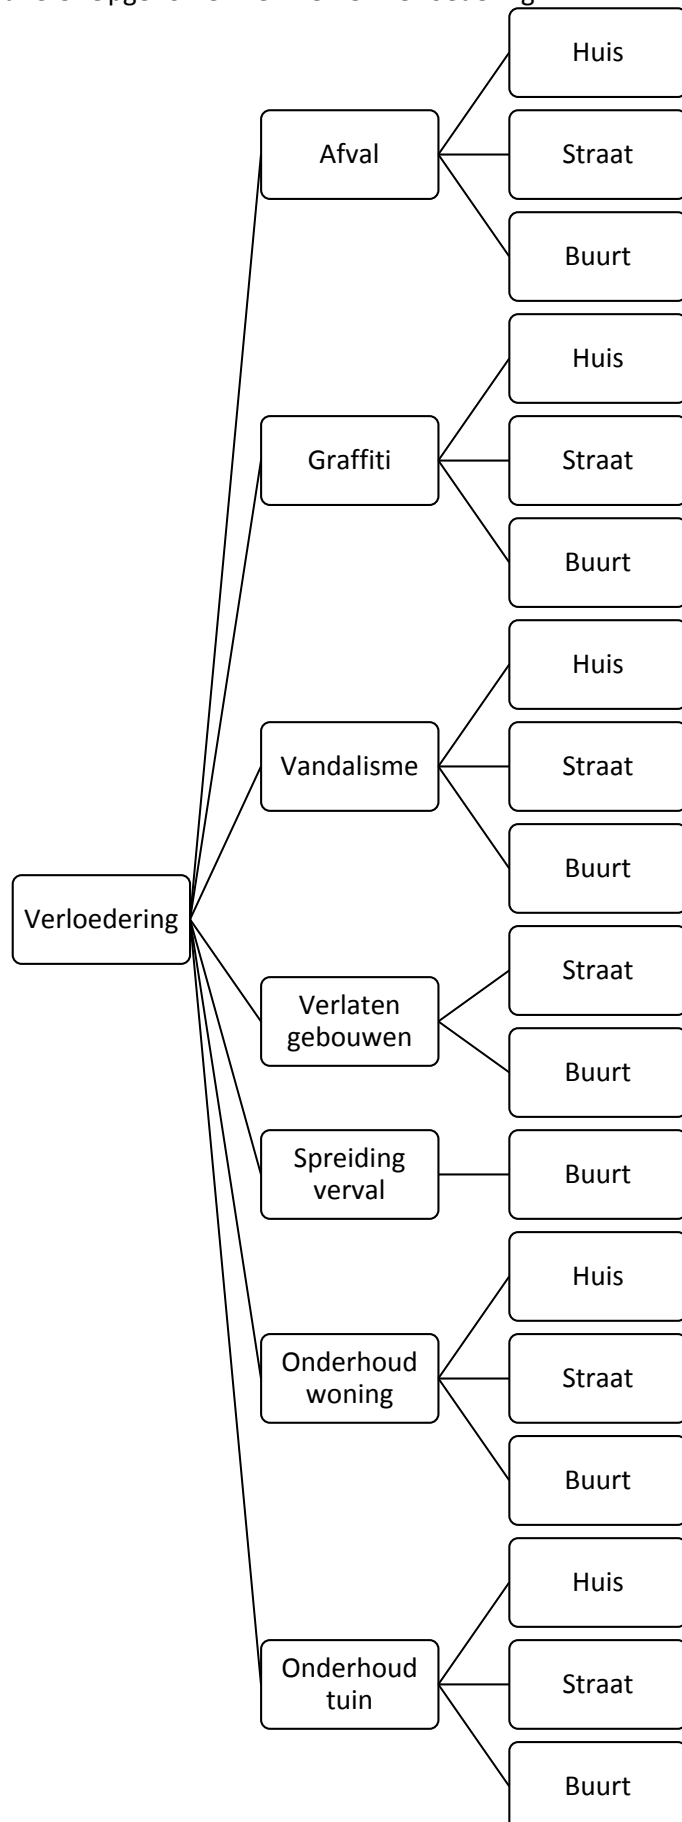 Huis
Afval
Straat
Buurt
Huis
Graffiti
Straat
Buurt
Huis
Vandalisme
Straat
Buurt
Verloedering
Straat
Verlaten
gebouwen
Buurt
Spreiding
verval
Buurt
Huis
Onderhoud
woning
Straat
Buurt
Huis
Onderhoud
tuin
Straat
Buurt